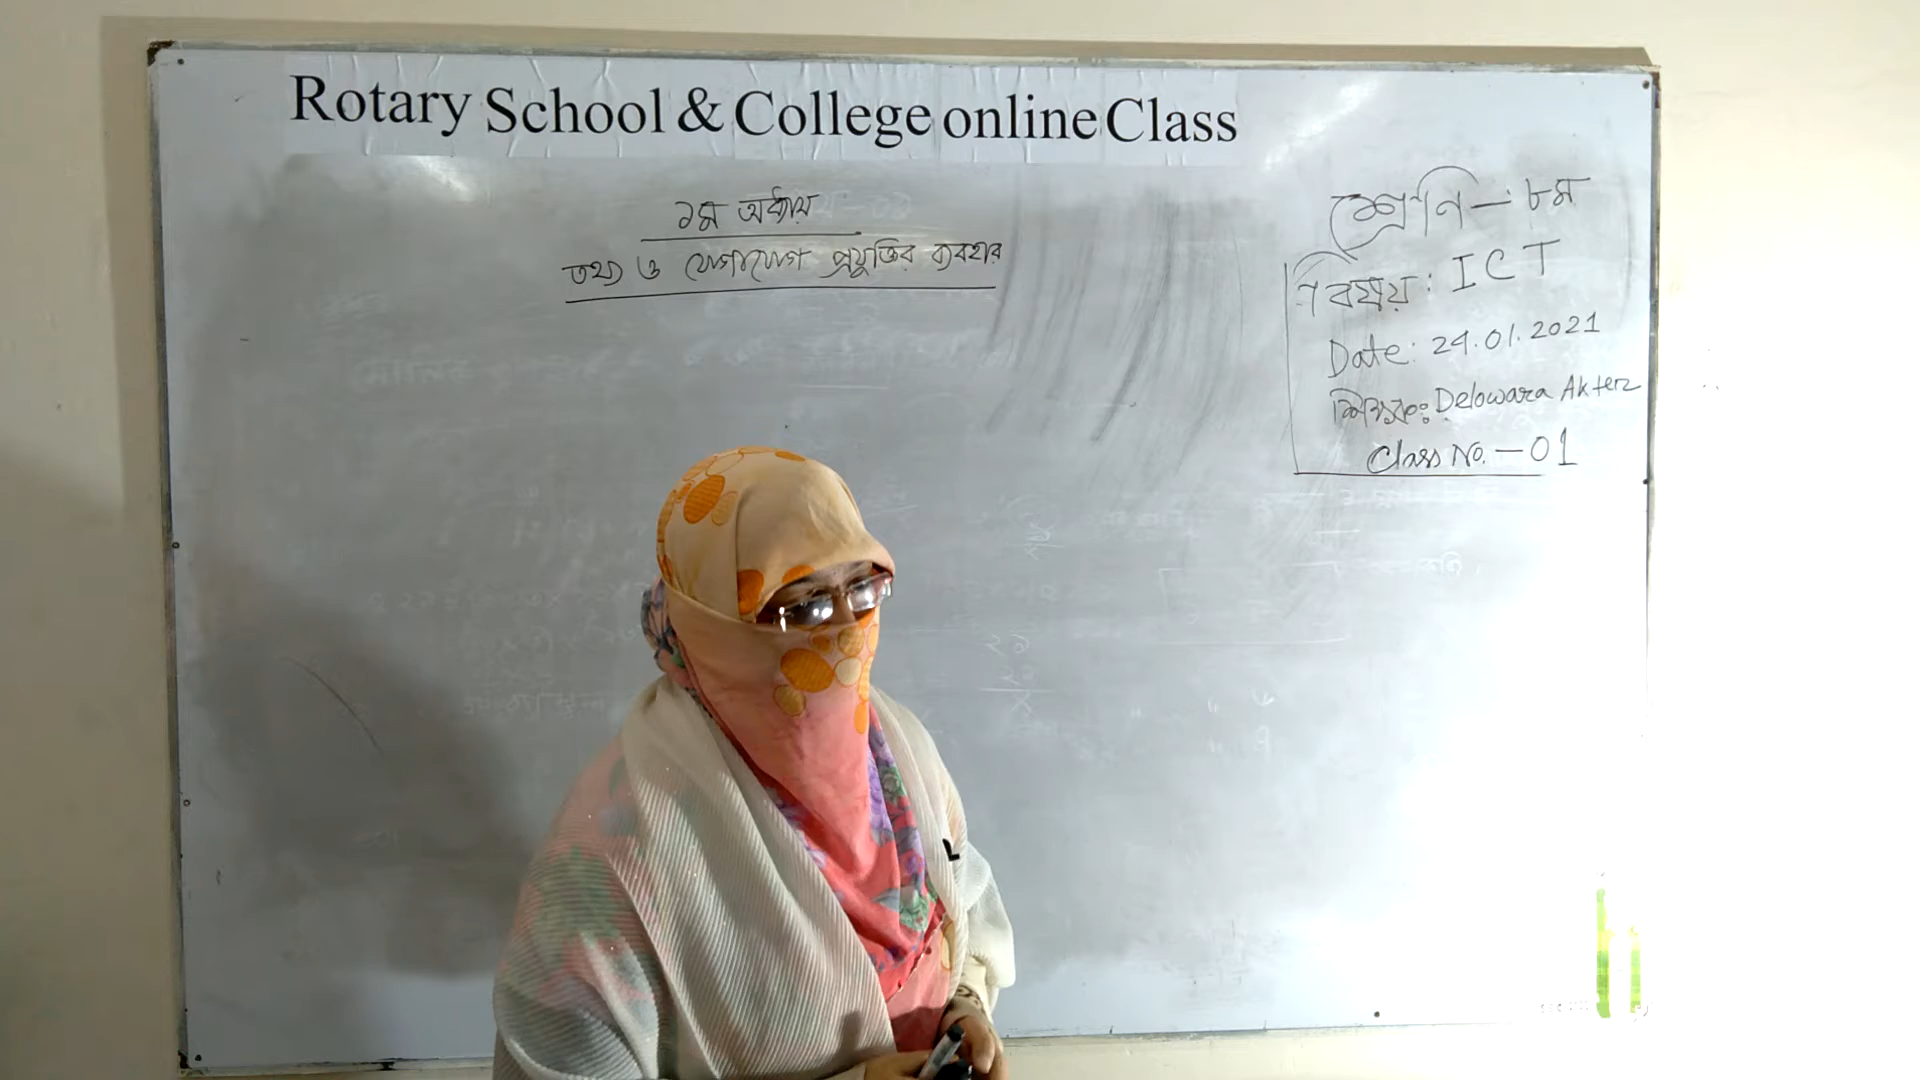 Rotary School & College online Class
১ম অধ্যায়
তথ্য ও যোগাযোগ প্রযুক্তির ব্যবহার
শ্রেণি - ৮ম
বিষয় : ICT
Date: 24.01.2021
শিক্ষকঃ Delowara Akter
Class No. - 01